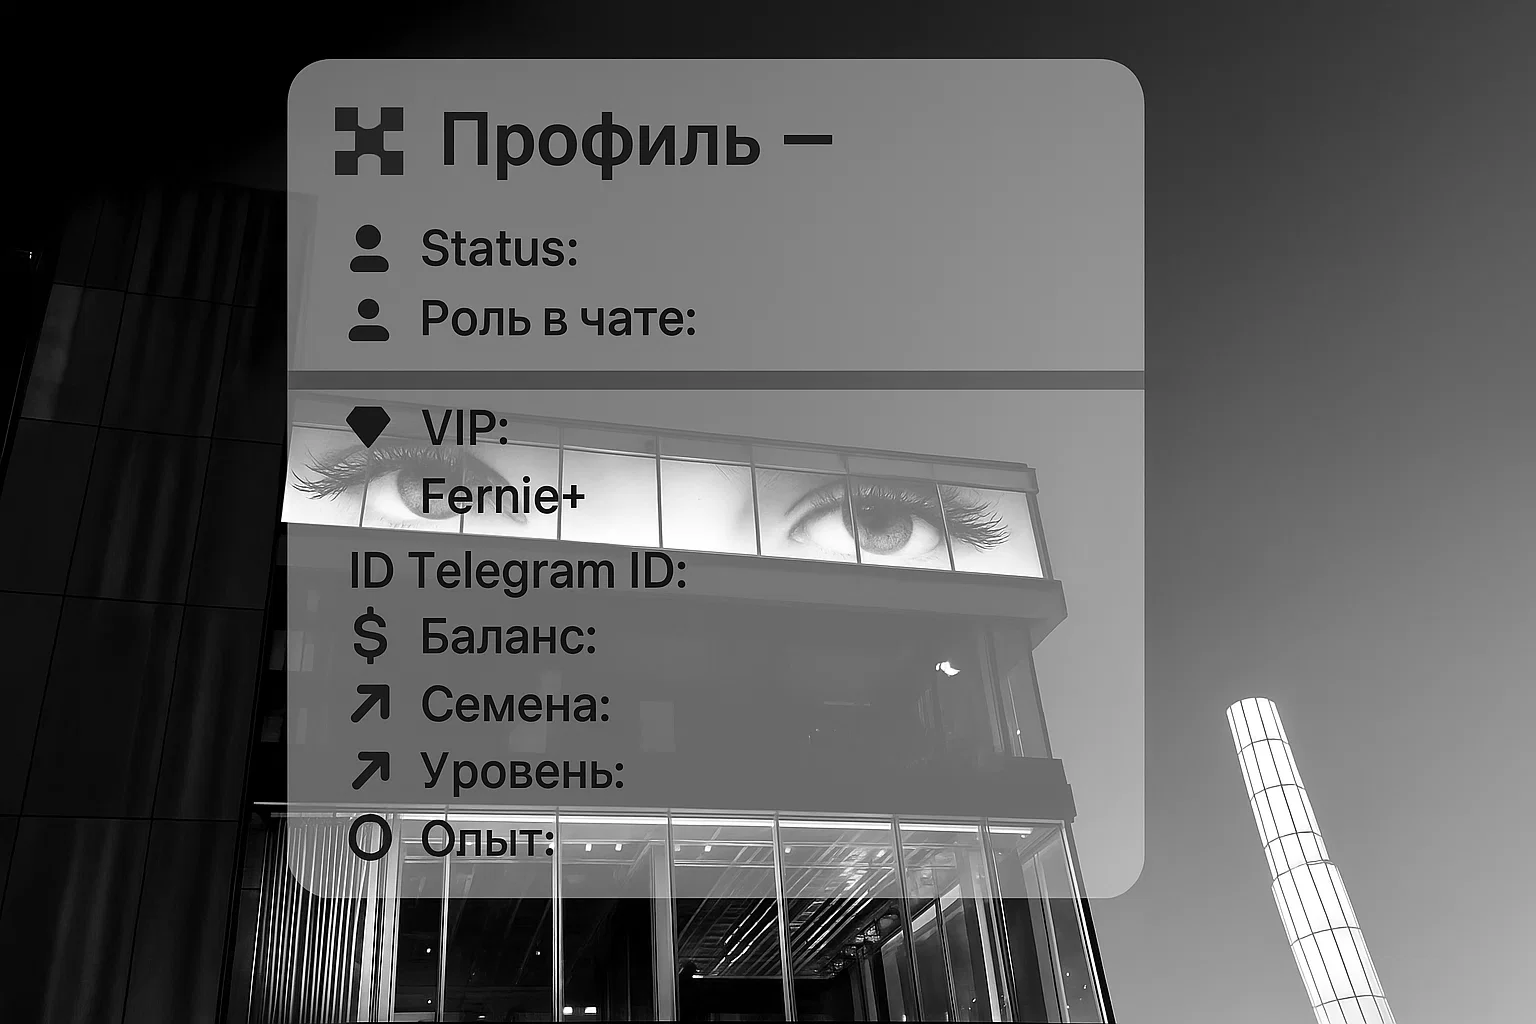 Профиль —
Status:
Роль в чате:
VIP:
Fernie+
ID Telegram ID:
$ Баланс:
Семена:
Уровень:
Опыт: